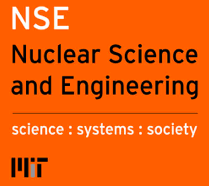 NSE
Nuclear Science
and Engineering
science : systems : society
MIT